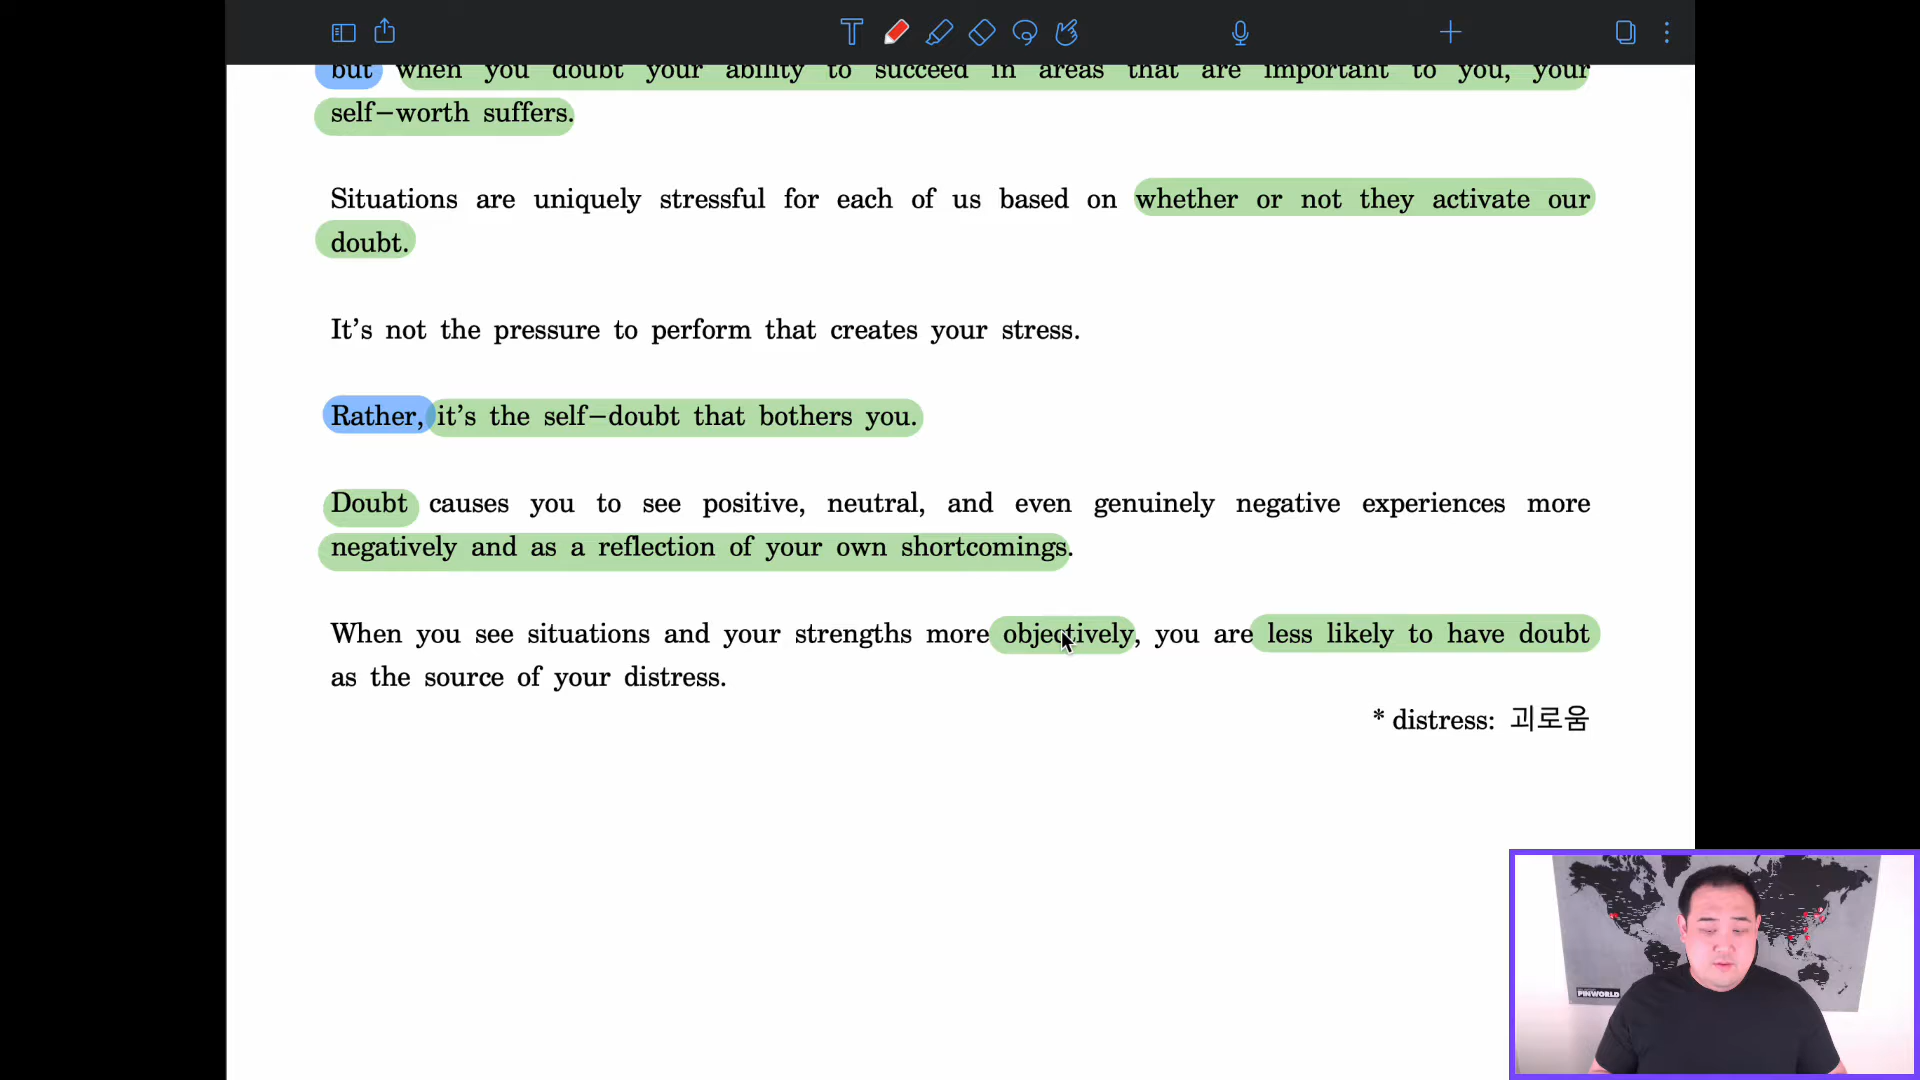 but when you doubt your ability to succeed in areas that are important to you, your
self-worth suffers.
Situations are uniquely stressful for each of us based on whether or not they activate our
doubt.
It's not the pressure to perform that creates your stress.
Rather, it's the self-doubt that bothers you.
Doubt causes you to see positive, neutral, and even genuinely negative experiences more
negatively and as a reflection of your own shortcomings.
When you see situations and your strengths more objectively, you are less likely to have doubt
as the source of your distress.
* distress: 괴로움
PINWORLD